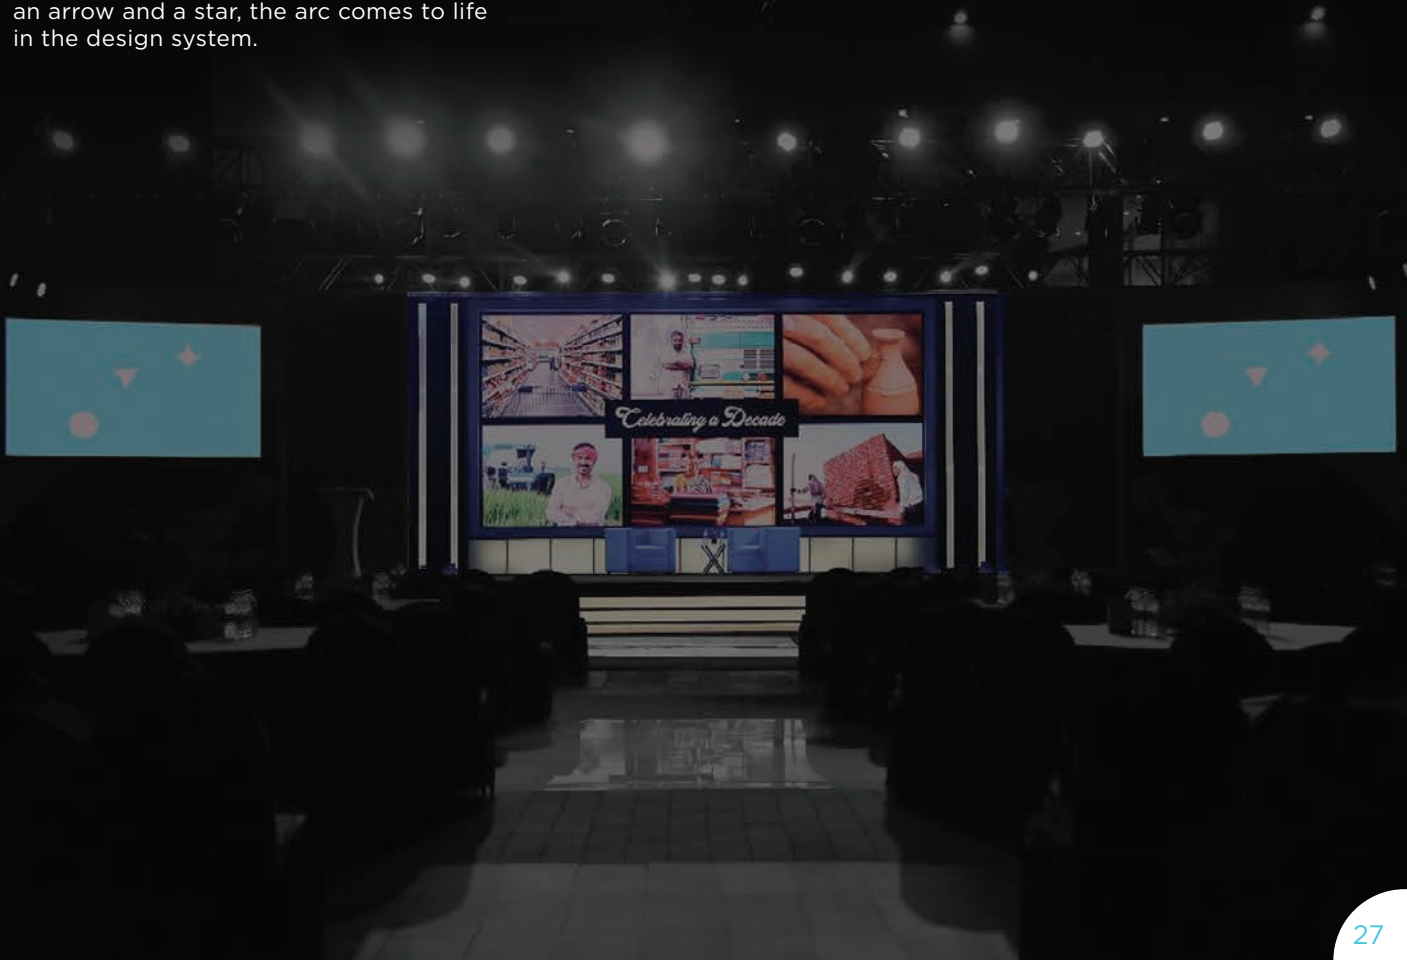 an arrow and a star, the arc comes to life
in the design system.
Celebrating a Decade
27